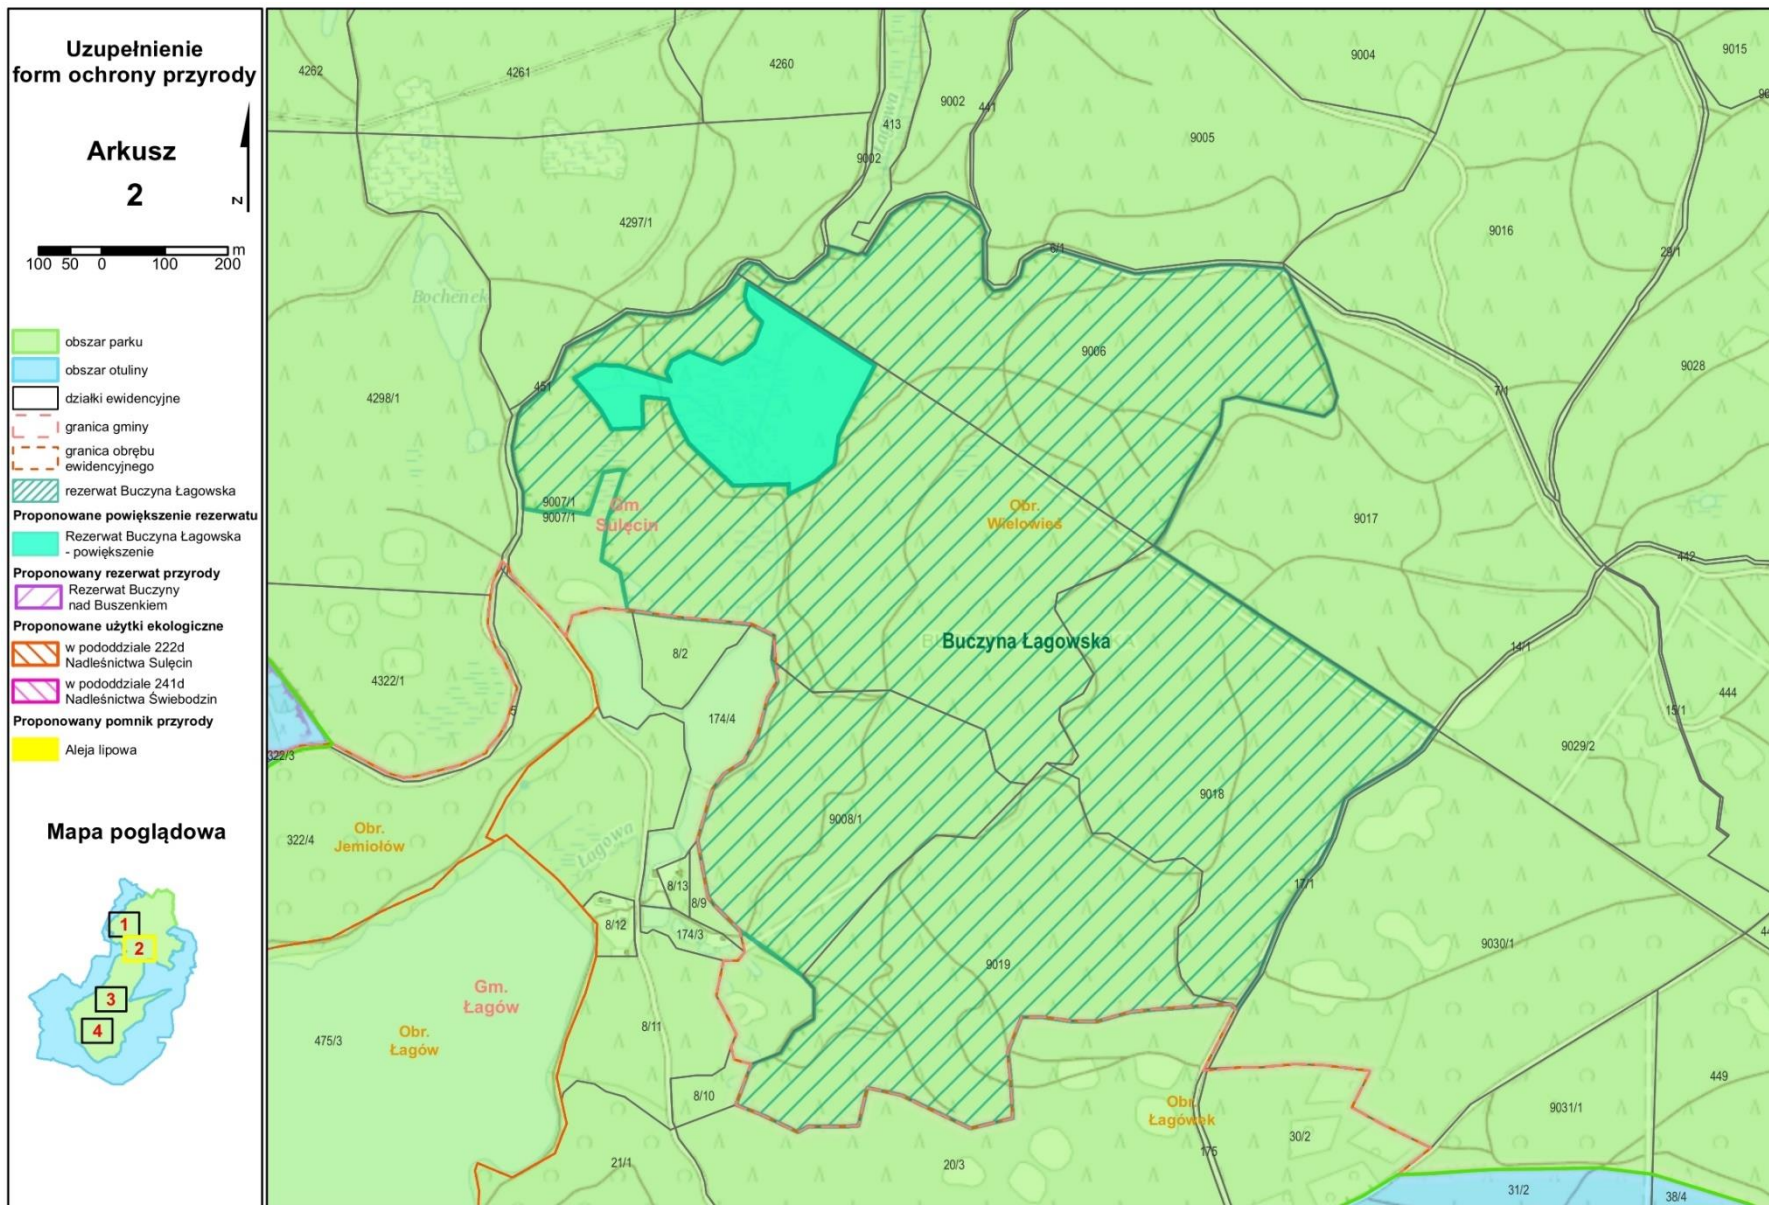 Uzupełnienie
form ochrony przyrody
Arkusz
2
N
m
100 50 0 100 200
obszar parku
obszar otuliny
działki ewidencyjne
granica gminy
granica obrębu
ewidencyjnego
rezerwat Buczyna Łagowska
Proponowane powiększenie rezerwatu
Rezerwat Buczyna Łagowska
- powiększenie
Proponowany rezerwat przyrody
Rezerwat Buczyny
nad Buszenkiem
Proponowane użytki ekologiczne
w pododdziale 222d
Nadleśnictwa Sulęcin
w pododdziale 241d
Nadleśnictwa Świebodzin
Proponowany pomnik przyrody
Aleja lipowa
Mapa poglądowa
1
2
3
4
4262
4261
4260
9002
441
413
9002
Łagowa
9004
9015
9005
4297/1
9016
8/1
29/1
Bochenek
9006
9028
7/1
451
4298/1
9007/1
9007/1
Gm
Sulęcin
Obr.
Wielowieś
9017
442
Buczyna Łagowska
14/1
8/2
4322/1
5
174/4
444
15/1
322/3
9029/2
9018
9008/1
Obr.
Jemiołów
322/4
Łagowa
8/13
8/9
17/1
8/12
174/3
9030/1
9019
Gm.
Łagów
Obr.
Łagów
475/3
8/11
8/10
449
Obr.
Łagówek
9031/1
30/2
175
21/1
20/3
31/2
38/4